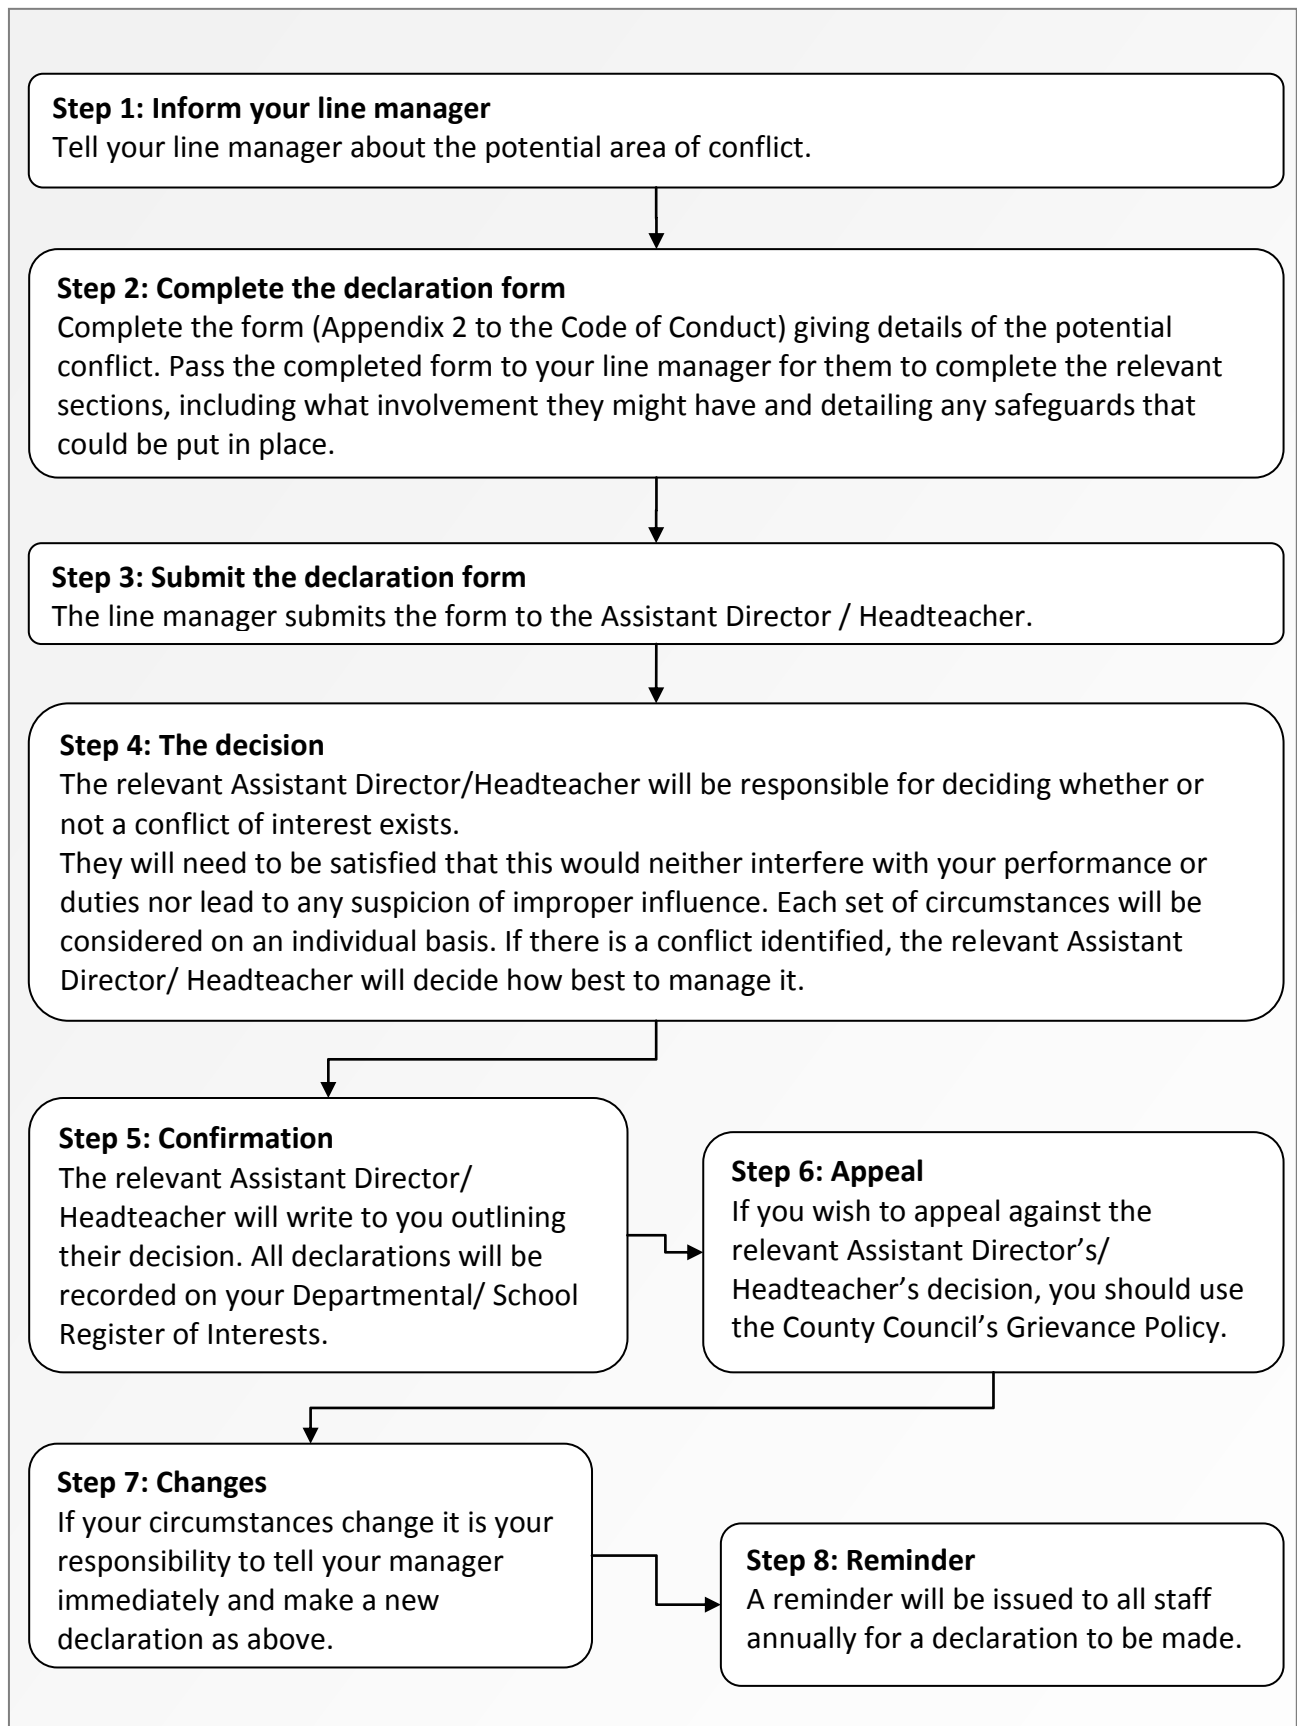 Step 1: Inform your line manager
Tell your line manager about the potential area of conflict.
Step 2: Complete the declaration form
Complete the form (Appendix 2 to the Code of Conduct) giving details of the potential
conflict. Pass the completed form to your line manager for them to complete the relevant
sections, including what involvement they might have and detailing any safeguards that
could be put in place.
Step 3: Submit the declaration form
The line manager submits the form to the Assistant Director / Headteacher.
Step 4: The decision
The relevant Assistant Director/Headteacher will be responsible for deciding whether or
not a conflict of interest exists.
They will need to be satisfied that this would neither interfere with your performance or
duties nor lead to any suspicion of improper influence. Each set of circumstances will be
considered on an individual basis. If there is a conflict identified, the relevant Assistant
Director/ Headteacher will decide how best to manage it.
Step 5: Confirmation
The relevant Assistant Director/
Headteacher will write to you outlining
their decision. All declarations will be
recorded on your Departmental/ School
Register of Interests.
Step 6: Appeal
If you wish to appeal against the
relevant Assistant Director’s/
Headteacher’s decision, you should use
the County Council’s Grievance Policy.
Step 7: Changes
If your circumstances change it is your
responsibility to tell your manager
immediately and make a new
declaration as above.
Step 8: Reminder
A reminder will be issued to all staff
annually for a declaration to be made.